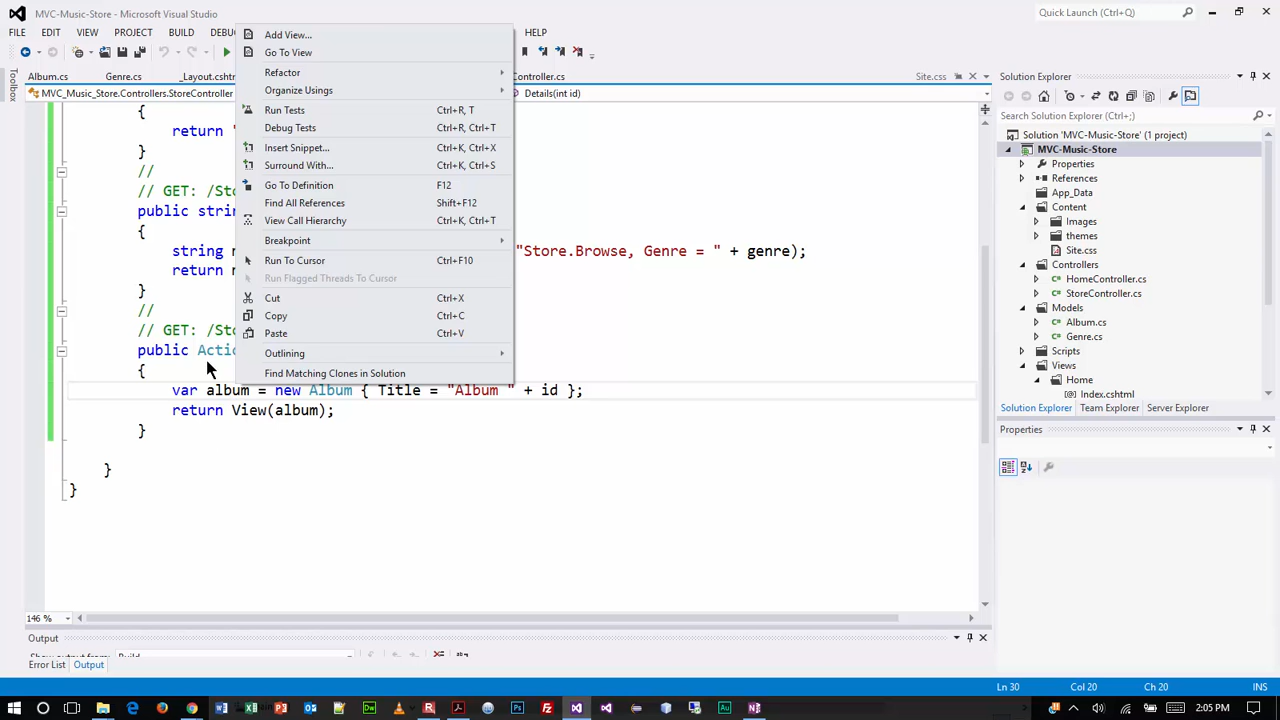 MVC-Music-Store - Microsoft Visual Studio
Quick Launch (Ctrl+Q)
FILE EDIT VIEW PROJECT BUILD DEBU HELP
Toolbox
Album.cs Genre.cs _Layout.cshtm Controller.cs Site.css
MVC_Music_Store.Controllers.StoreController Details(int id)
{
return "
}
//
// GET: /Sto
public strin
{
string "Store.Browse, Genre = " + genre);
return
}
//
// GET: /Sto
public Actio
{
var album = new Album { Title = "Album " + id };
return View(album);
}
}
}
Add View...
Go To View
Refactor
Organize Usings
Run Tests Ctrl+R, T
Debug Tests Ctrl+R, Ctrl+T
Insert Snippet... Ctrl+K, Ctrl+X
Surround With... Ctrl+K, Ctrl+S
Go To Definition F12
Find All References Shift+F12
View Call Hierarchy Ctrl+K, Ctrl+T
Breakpoint
Run To Cursor Ctrl+F10
Run Flagged Threads To Cursor
Cut Ctrl+X
Copy Ctrl+C
Paste Ctrl+V
Outlining
Find Matching Clones in Solution
Solution Explorer
Search Solution Explorer (Ctrl+;)
Solution 'MVC-Music-Store' (1 project)
MVC-Music-Store
Properties
References
App_Data
Content
Images
themes
Site.css
Controllers
HomeController.cs
StoreController.cs
Models
Album.cs
Genre.cs
Scripts
Views
Home
Index.cshtml
Solution Explorer Team Explorer Server Explorer
Properties
146 %
Output
Show output from: Build
Error List Output
Ln 30 Col 20 Ch 20 INS
2:05 PM